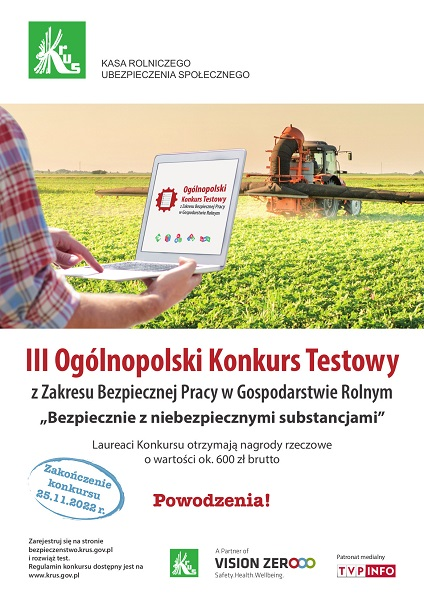 Krus
KASA ROLNICZEGO
UBEZPIECZENIA SPOŁECZNEGO
Ogólnopolski
Konkurs Testowy
z Zakresu Bezpiecznej Pracy
w Gospodarstwie Rolnym
III Ogólnopolski Konkurs Testowy
z Zakresu Bezpiecznej Pracy w Gospodarstwie Rolnym
„Bezpiecznie z niebezpiecznymi substancjami”
Laureaci Konkursu otrzymają nagrody rzeczowe
o wartości ok. 600 zł brutto
Zakończenie
konkursu
25.11.2022 r.
Powodzenia!
Zarejestruj się na stronie
bezpieczenstwo.krus.gov.pl
i rozwiąż test.
Regulamin konkursu dostępny jest na
www.krus.gov.pl
Krus
A Partner of
VISION ZERO
Safety. Health. Wellbeing.
Patronat medialny
TVP INFO